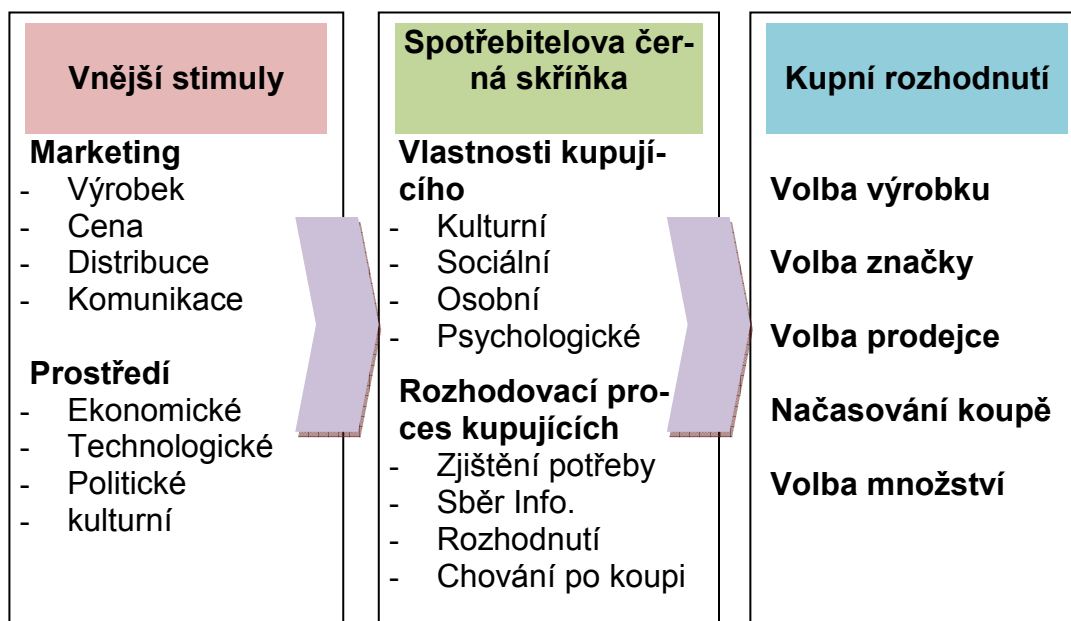 Vnější stimuly
Marketing
- Výrobek
- Cena
- Distribuce
- Komunikace
Prostředí
- Ekonomické
- Technologické
- Politické
- kulturní
Spotřebitelova čer-
ná skříňka
Vlastnosti kupují-
cího
- Kulturní
- Sociální
- Osobní
- Psychologické
Rozhodovací pro-
ces kupujících
- Zjištění potřeby
- Sběr Info.
- Rozhodnutí
- Chování po koupi
Kupní rozhodnutí
Volba výrobku
Volba značky
Volba prodejce
Načasování koupě
Volba množství